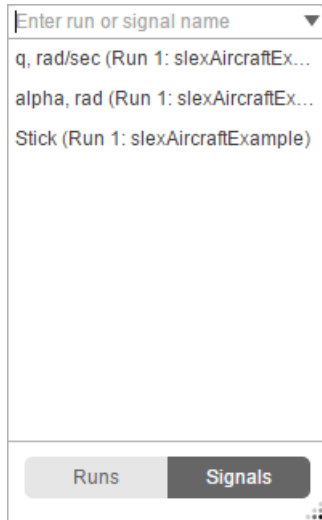 Enter run or signal name
q, rad/sec (Run 1: slexAircraftEx...
alpha, rad (Run 1: slexAircraftEx...
Stick (Run 1: slexAircraftExample)
Runs Signals